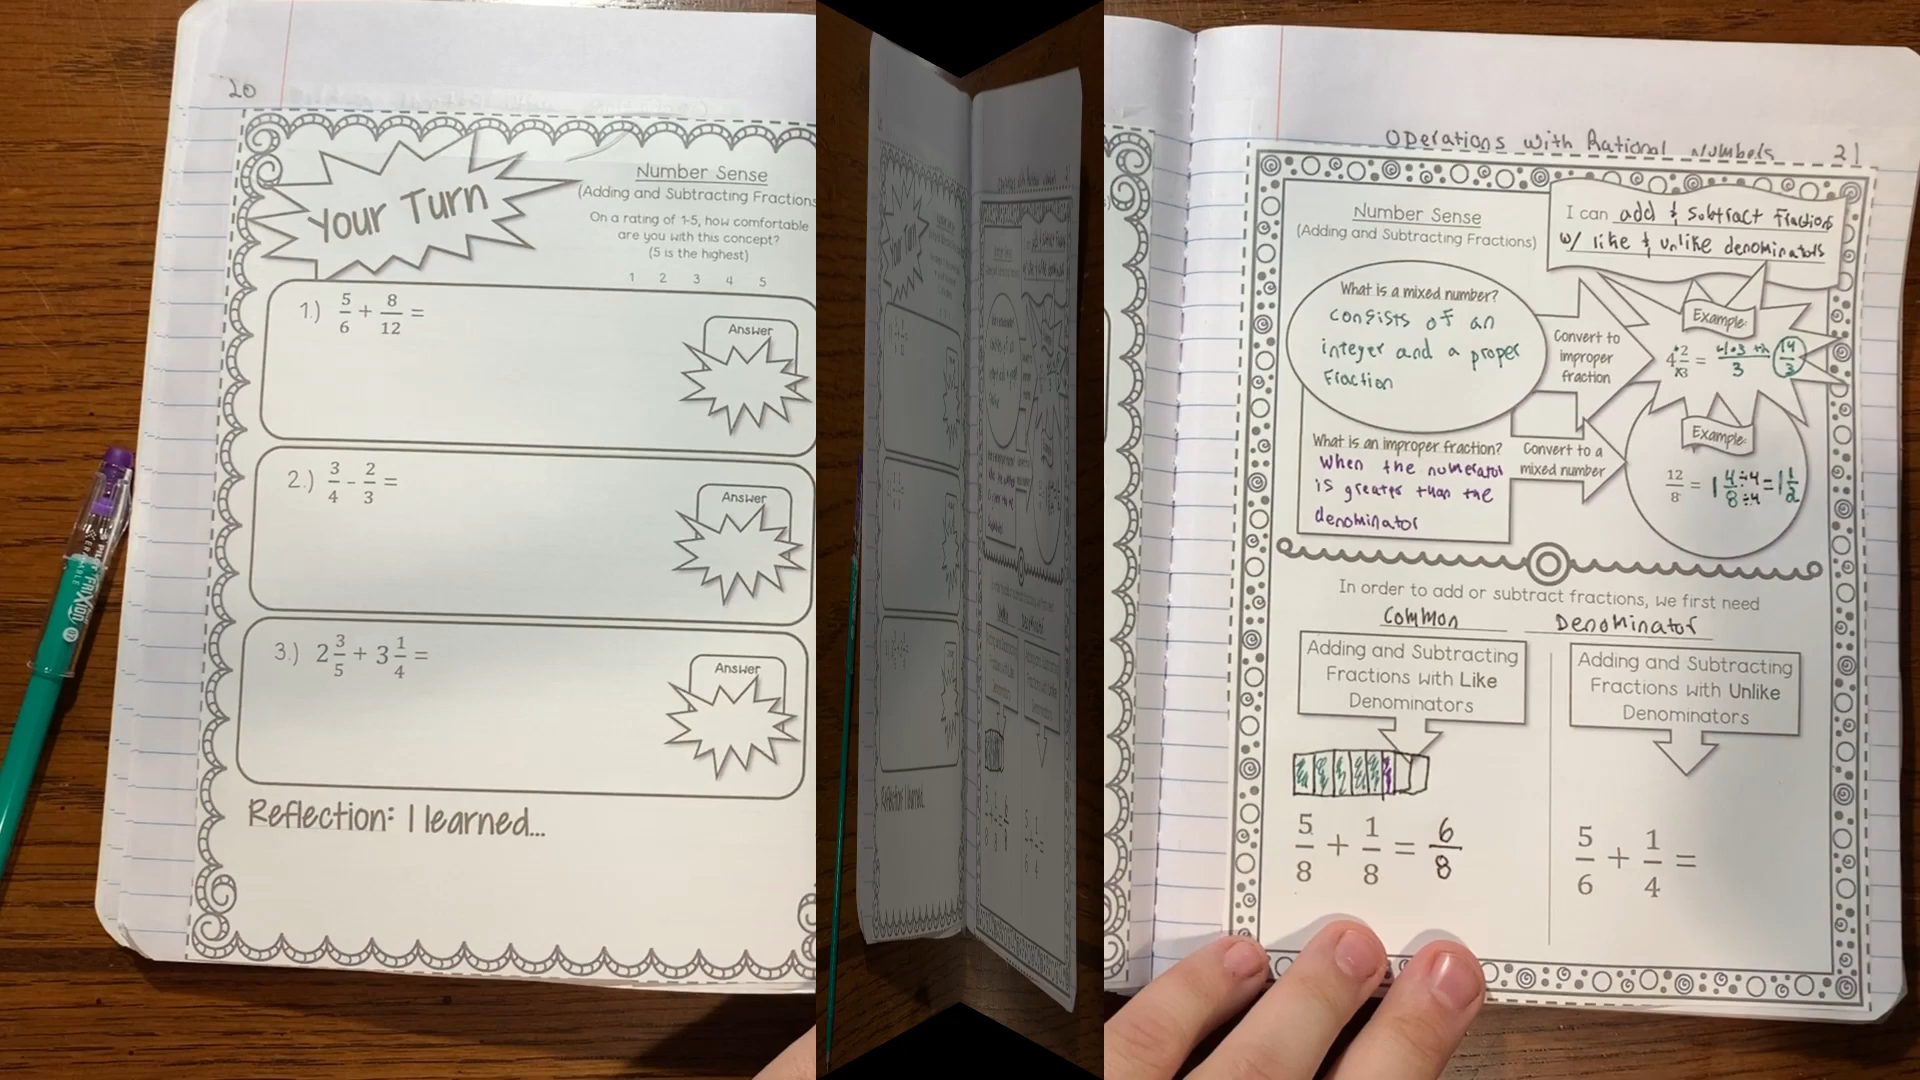 20
Your Turn
Number Sense
(Adding and Subtracting Fractions
On a rating of 1-5, how comfortable
are you with this concept?
(5 is the highest)
1 2 3 4 5
1.) 5/6 + 8/12 =
Answer
2.) 3/4 - 2/3 =
Answer
3.) 2 3/5 + 3 1/4 =
Answer
Reflection: I learned...
Operations with Rational Numbers 21
Number Sense
(Adding and Subtracting Fractions)
I can add & subtract fractions
w/ like & unlike denominators
What is a mixed number?
consists of an
integer and a proper
fraction
Convert to
improper
fraction
Example:
4 +2/x3 = 4•3 +2/3 14/3
What is an improper fraction?
When the numerator
is greater than the
denominator
Convert to a
mixed number
Example:
12/8 = 1 4÷4/8÷4 = 1 1/2
In order to add or subtract fractions, we first need
Common Denominator
Adding and Subtracting
Fractions with Like
Denominators
5/8 + 1/8 = 6/8
Adding and Subtracting
Fractions with Unlike
Denominators
5/6 + 1/4 =